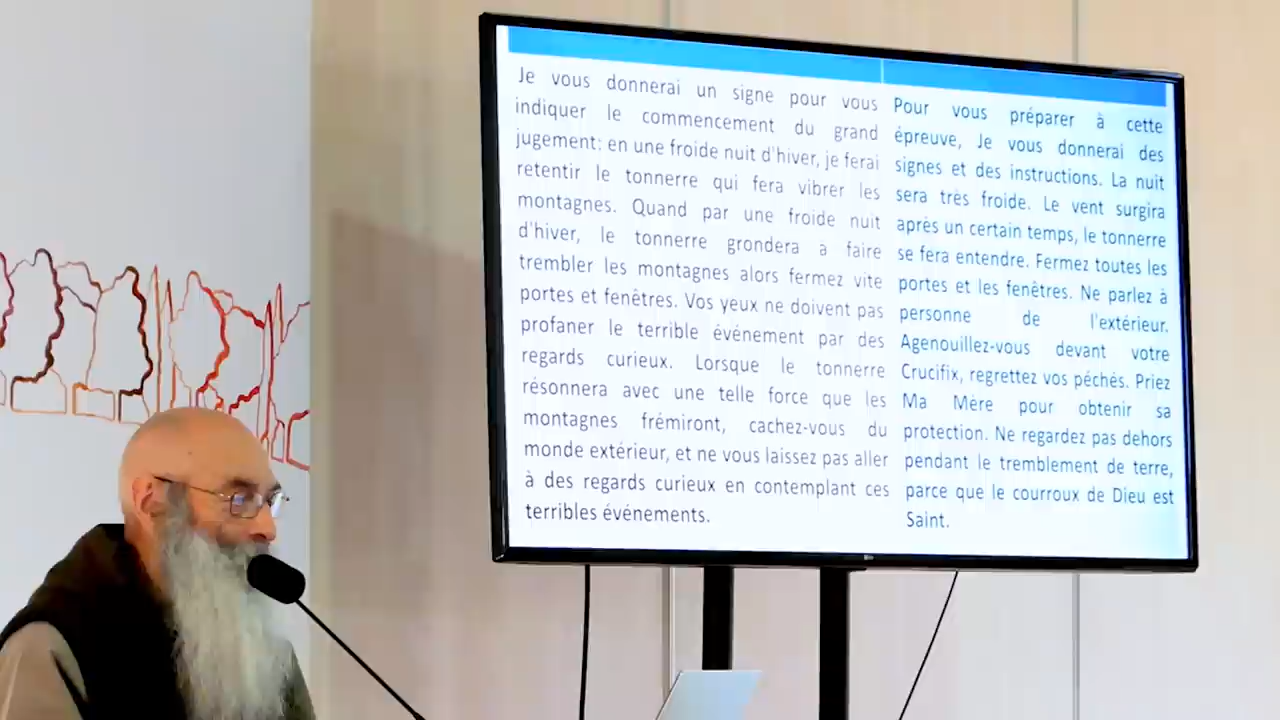 Je vous donnerai un signe pour vous
indiquer le commencement du grand
jugement: en une froide nuit d'hiver, je ferai
retentir le tonnerre qui fera vibrer les
montagnes. Quand par une froide nuit
d'hiver, le tonnerre grondera a faire
trembler les montagnes alors fermez vite
portes et fenêtres. Vos yeux ne doivent pas
profaner le terrible événement par des
regards curieux. Lorsque le tonnerre
résonnera avec une telle force que les
montagnes frémiront, cachez-vous du
monde extérieur, et ne vous laissez pas aller
à des regards curieux en contemplant ces
terribles événements.
Pour vous préparer à cette
épreuve, Je vous donnerai des
signes et des instructions. La nuit
sera très froide. Le vent surgira
après un certain temps, le tonnerre
se fera entendre. Fermez toutes les
portes et les fenêtres. Ne parlez à
personne de l'extérieur.
Agenouillez-vous devant votre
Crucifix, regrettez vos péchés. Priez
Ma Mère pour obtenir sa
protection. Ne regardez pas dehors
pendant le tremblement de terre,
parce que le courroux de Dieu est
Saint.